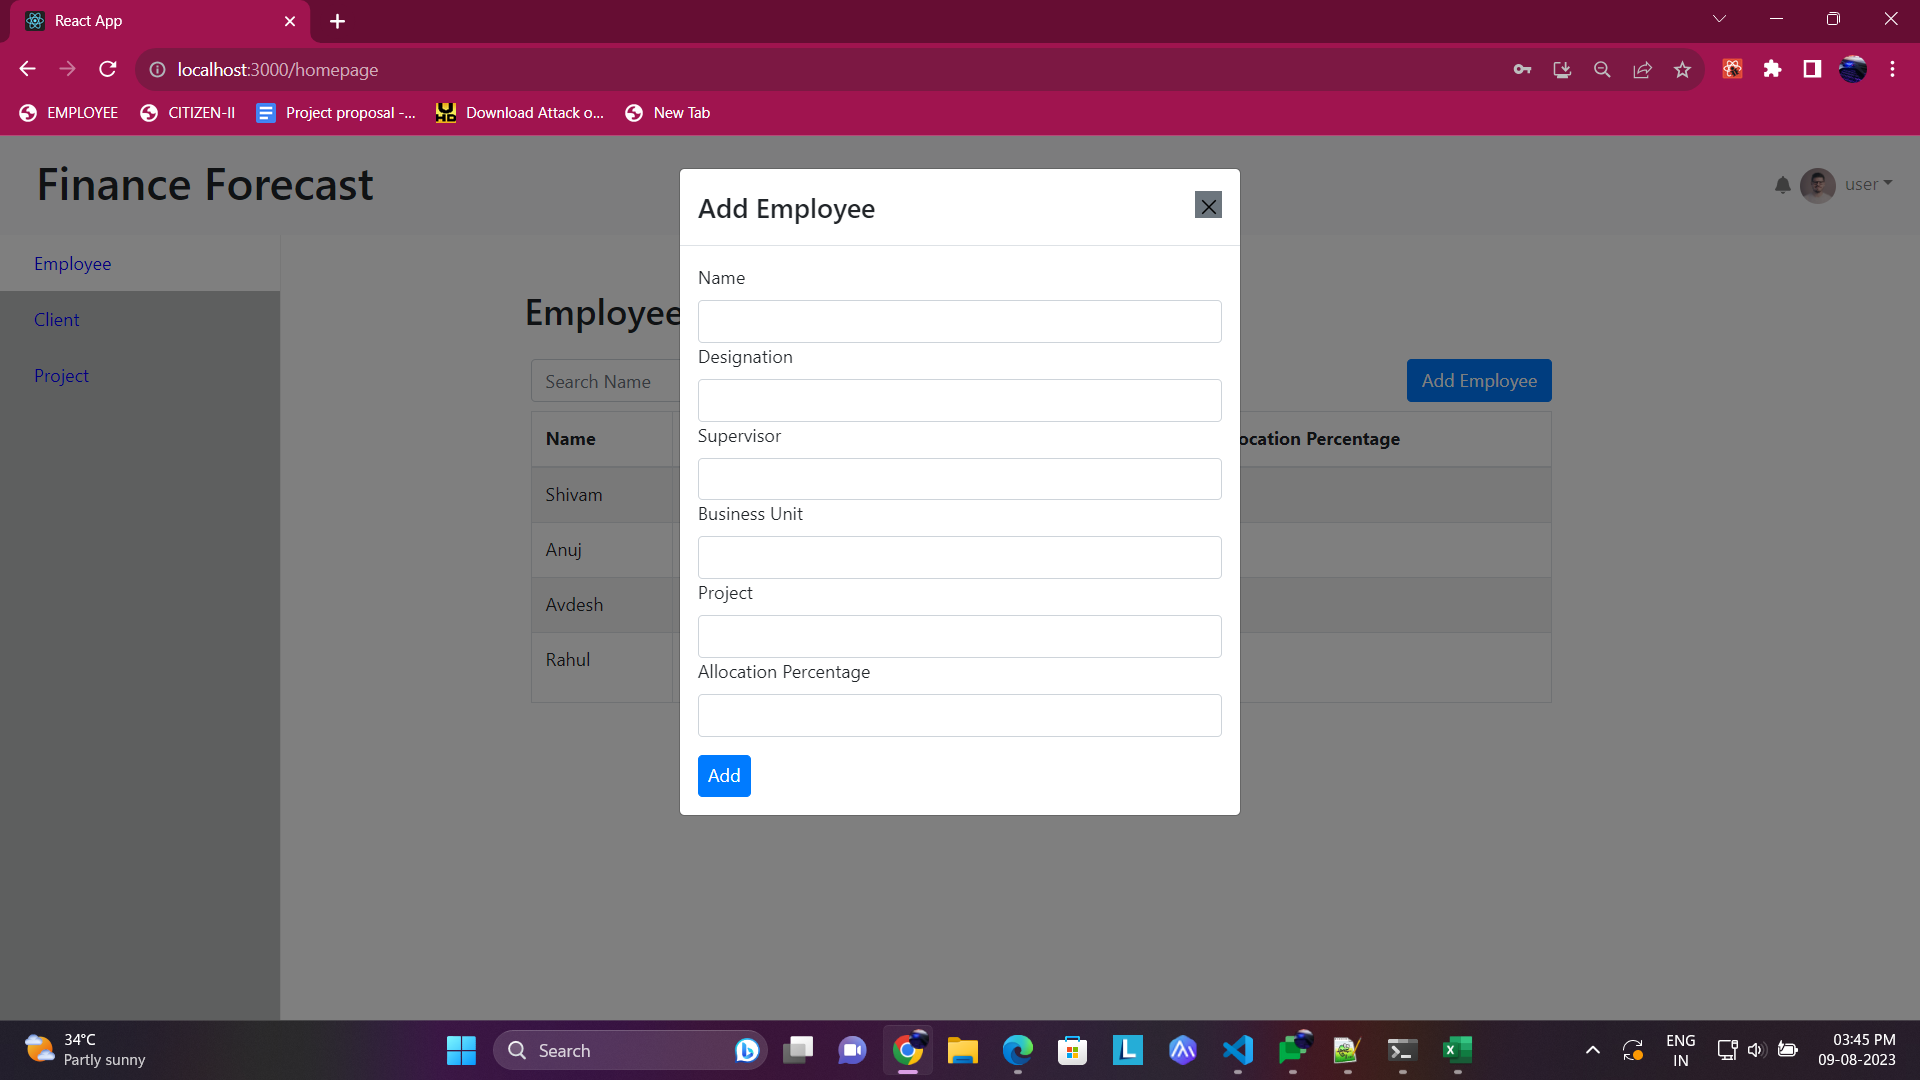 React App
localhost:3000/homepage
EMPLOYEE
CITIZEN-II
Project proposal -...
Download Attack o...
New Tab
Finance Forecast
user
Employee
Client
Project
Employee
Search Name
Add Employee
Name
ocation Percentage
Shivam
Anuj
Avdesh
Rahul
Add Employee
Name
Designation
Supervisor
Business Unit
Project
Allocation Percentage
Add
34°C
Partly sunny
Search
ENG
IN
03:45 PM
09-08-2023